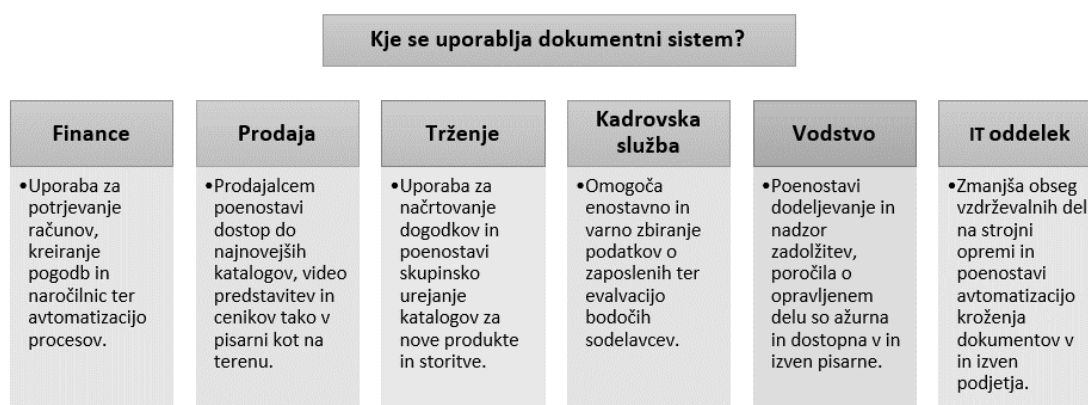 Kje se uporablja dokumentni sistem?
Finance
•Uporaba za
potrjevanje
računov,
kreiranje
pogodb in
naročilnic ter
avtomatizacijo
procesov.
Prodaja
•Prodajalcem
poenostavi
dostop do
najnovejših
katalogov, video
predstavitev in
cenikov tako v
pisarni kot na
terenu.
Trženje
•Uporaba za
načrtovanje
dogodkov in
poenostavi
skupinsko
urejanje
katalogov za
nove produkte
in storitve.
Kadrovska
služba
•Omogoča
enostavno in
varno zbiranje
podatkov o
zaposlenih ter
evalvacijo
bodočih
sodelavcev.
Vodstvo
•Poenostavi
dodeljevanje in
nadzor
zadolžitev,
poročila o
opravljenem
delu so ažurna
in dostopna v in
izven pisarne.
IT oddelek
•Zmanjša obseg
vzdrževalnih del
na strojni
opremi in
poenostavi
avtomatizacijo
kroženja
dokumentov v
in izven
podjetja.